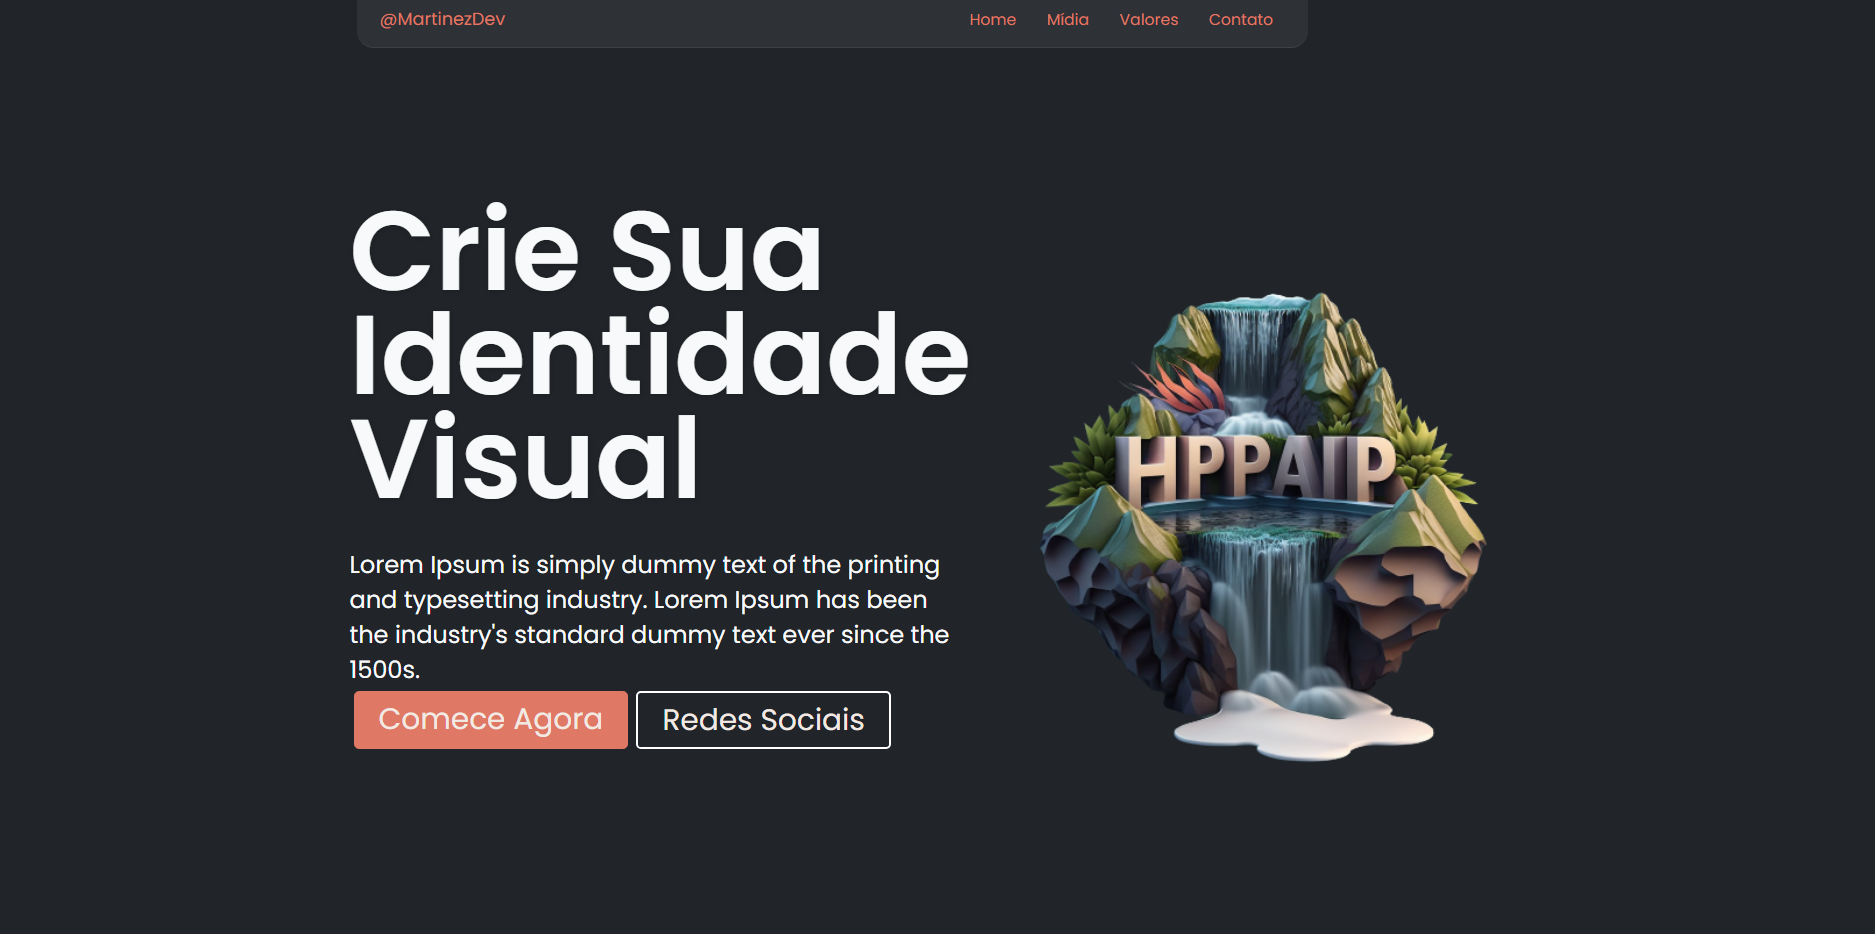 @MartinezDev
Home Mídia Valores Contato
Crie Sua
Identidade
Visual
Lorem Ipsum is simply dummy text of the printing
and typesetting industry. Lorem Ipsum has been
the industry's standard dummy text ever since the
1500s.
Comece Agora
Redes Sociais
HPPAIP